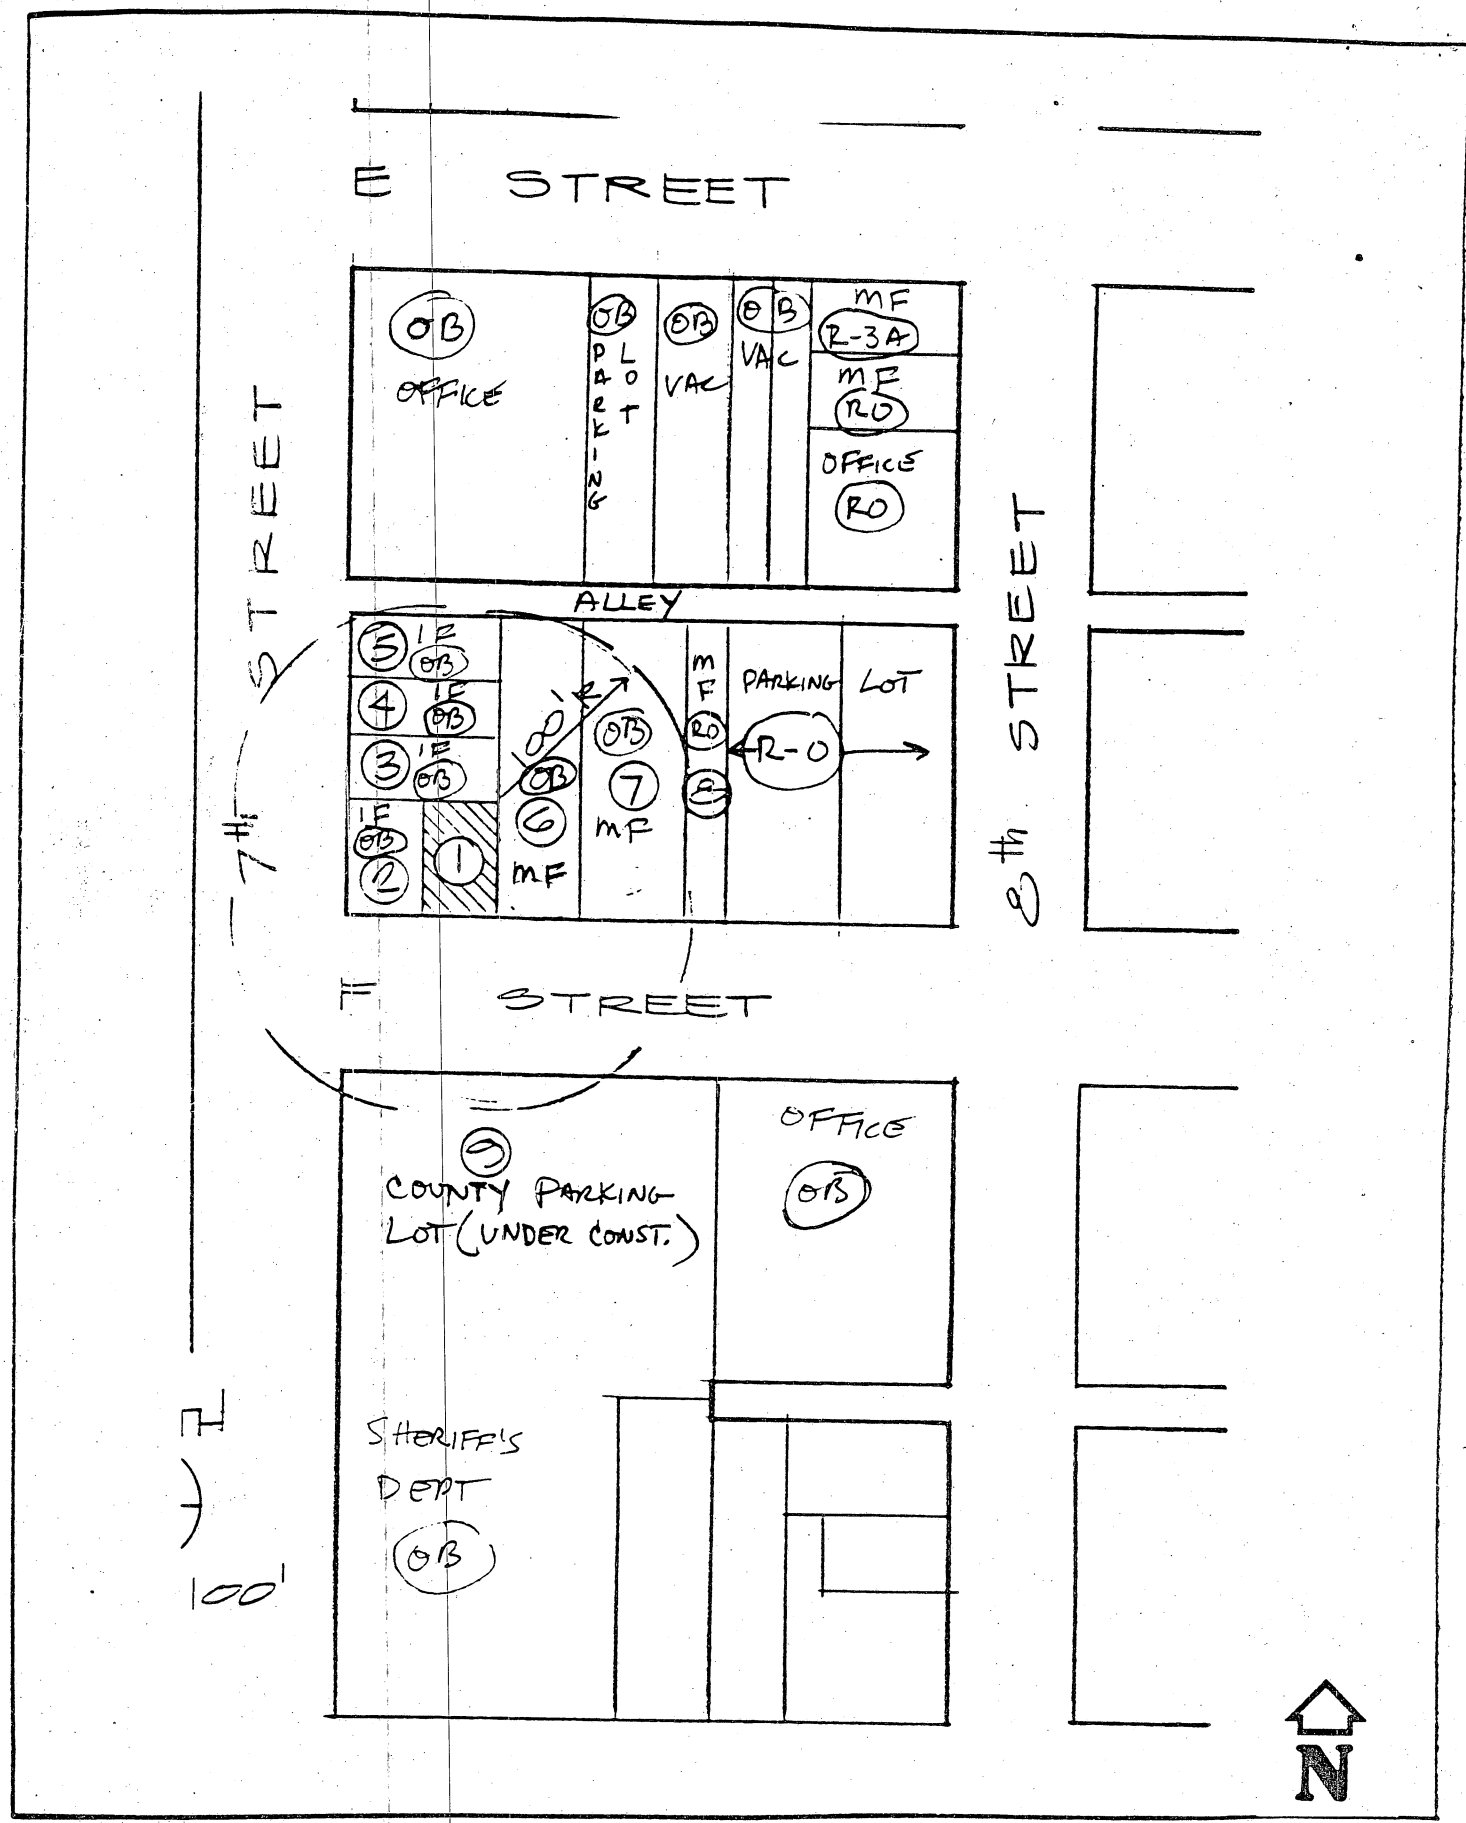 E STREET
OB
OFFICE
OB
PARKING
LOT
OB
VAC
OB
VAC
MF
R-3A
MF
RO
OFFICE
RO
7th STREET
8th STREET
ALLEY
5 1F
OB
4 1F
OB
3 1F
OB
1F
OB
2
1
100' R
OB
6
MF
OB
7
MF
MF
RO
8
PARKING LOT
R-O
F STREET
9
COUNTY PARKING
LOT (UNDER CONST.)
OFFICE
OB
SHERIFF'S
DEPT
OB
100'
N